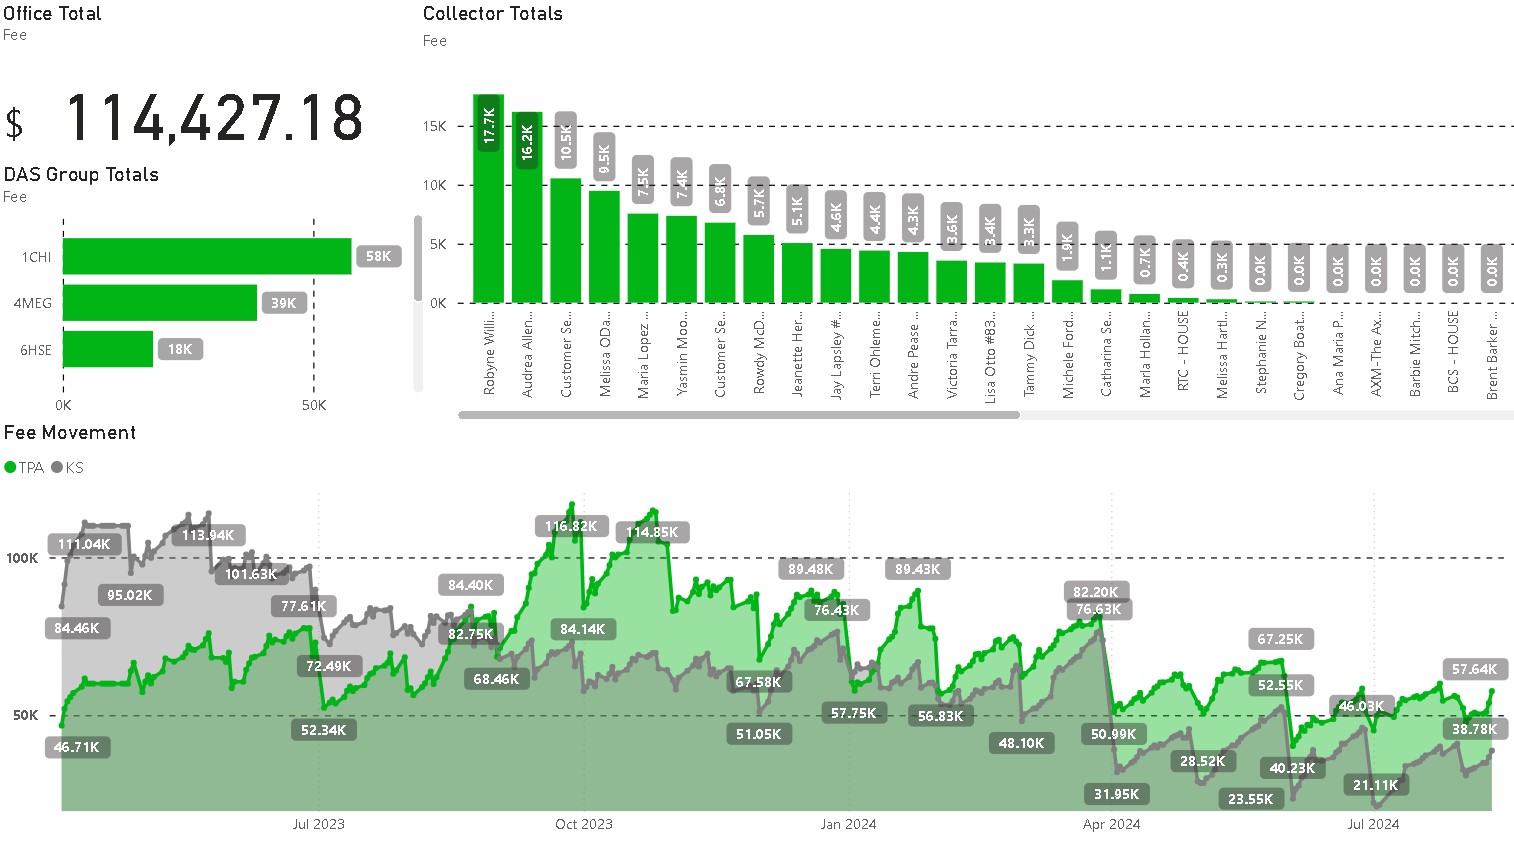 Office Total
Fee
$ 114,427.18
DAS Group Totals
Fee
1CHI 58K
4MEG 39K
6HSE 18K
0K 50K
Collector Totals
Fee
15K
10K
5K
0K
17.7K 16.2K 10.5K 9.5K 7.5K 7.4K 6.8K 5.7K 5.1K 4.6K 4.4K 4.3K 3.6K 3.4K 3.3K 1.9K 1.1K 0.7K 0.4K 0.3K 0.0K 0.0K 0.0K 0.0K 0.0K 0.0K 0.0K
Robyne Willi...
Audrea Allen...
Customer Se...
Melissa ODa...
Maria Lopez ...
Yasmin Moo...
Customer Se...
Rowdy McD...
Jeanette Her...
Jay Lapsley #...
Terri Ohleme...
Andre Pease ...
Victoria Tarra...
Lisa Otto #83...
Tammy Dick ...
Michele Ford...
Catharina Se...
Marla Hollan...
RTC - HOUSE
Melissa Hartl...
Stephanie N...
Gregory Boat...
Ana Maria P...
AXM-The Ax...
Barbie Mitch...
BCS - HOUSE
Brent Barker ...
Fee Movement
TPA KS
100K
50K
111.04K 113.94K 101.63K 95.02K 84.46K 77.61K 72.49K 46.71K 52.34K
84.40K 82.75K 68.46K 116.82K 84.14K 114.85K 67.58K 51.05K
89.48K 76.43K 57.75K 89.43K 56.83K 48.10K
82.20K 76.63K 50.99K 31.95K 28.52K 23.55K
67.25K 52.55K 40.23K 46.03K 21.11K 57.64K 38.78K
Jul 2023 Oct 2023 Jan 2024 Apr 2024 Jul 2024